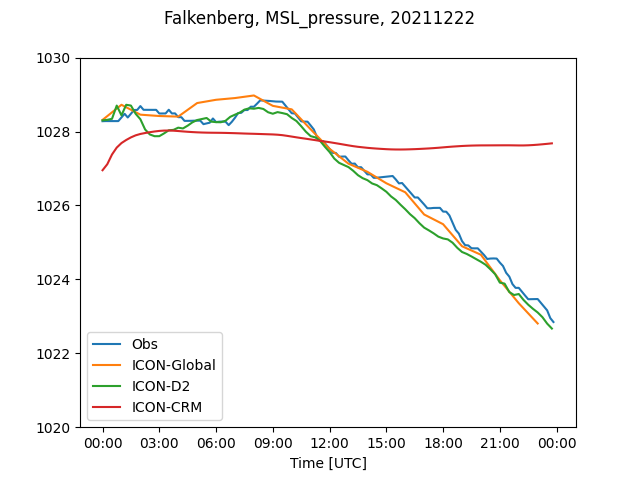 Falkenberg, MSL_pressure, 20211222
1030
1028
1026
1024
1022
1020
Obs
ICON-Global
ICON-D2
ICON-CRM
00:00 03:00 06:00 09:00 12:00 15:00 18:00 21:00 00:00
Time [UTC]